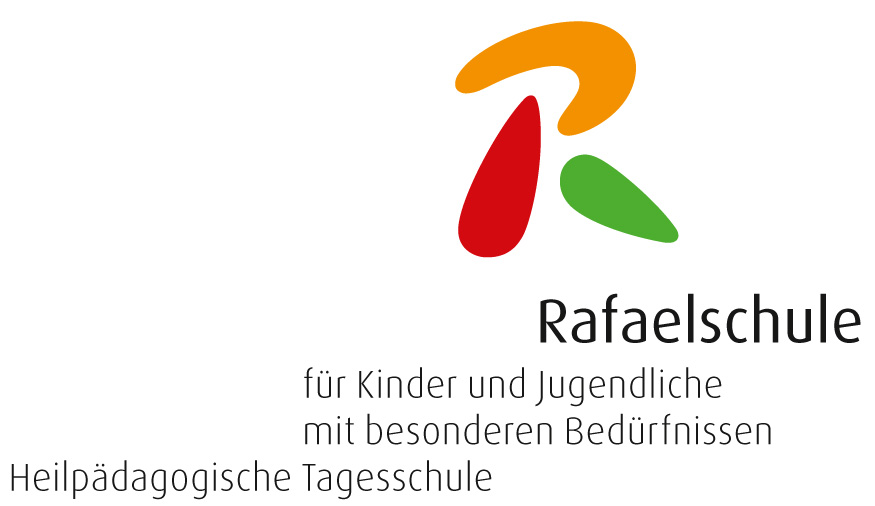 Rafaelschule
für Kinder und Jugendliche
mit besonderen Bedürfnissen
Heilpädagogische Tagesschule